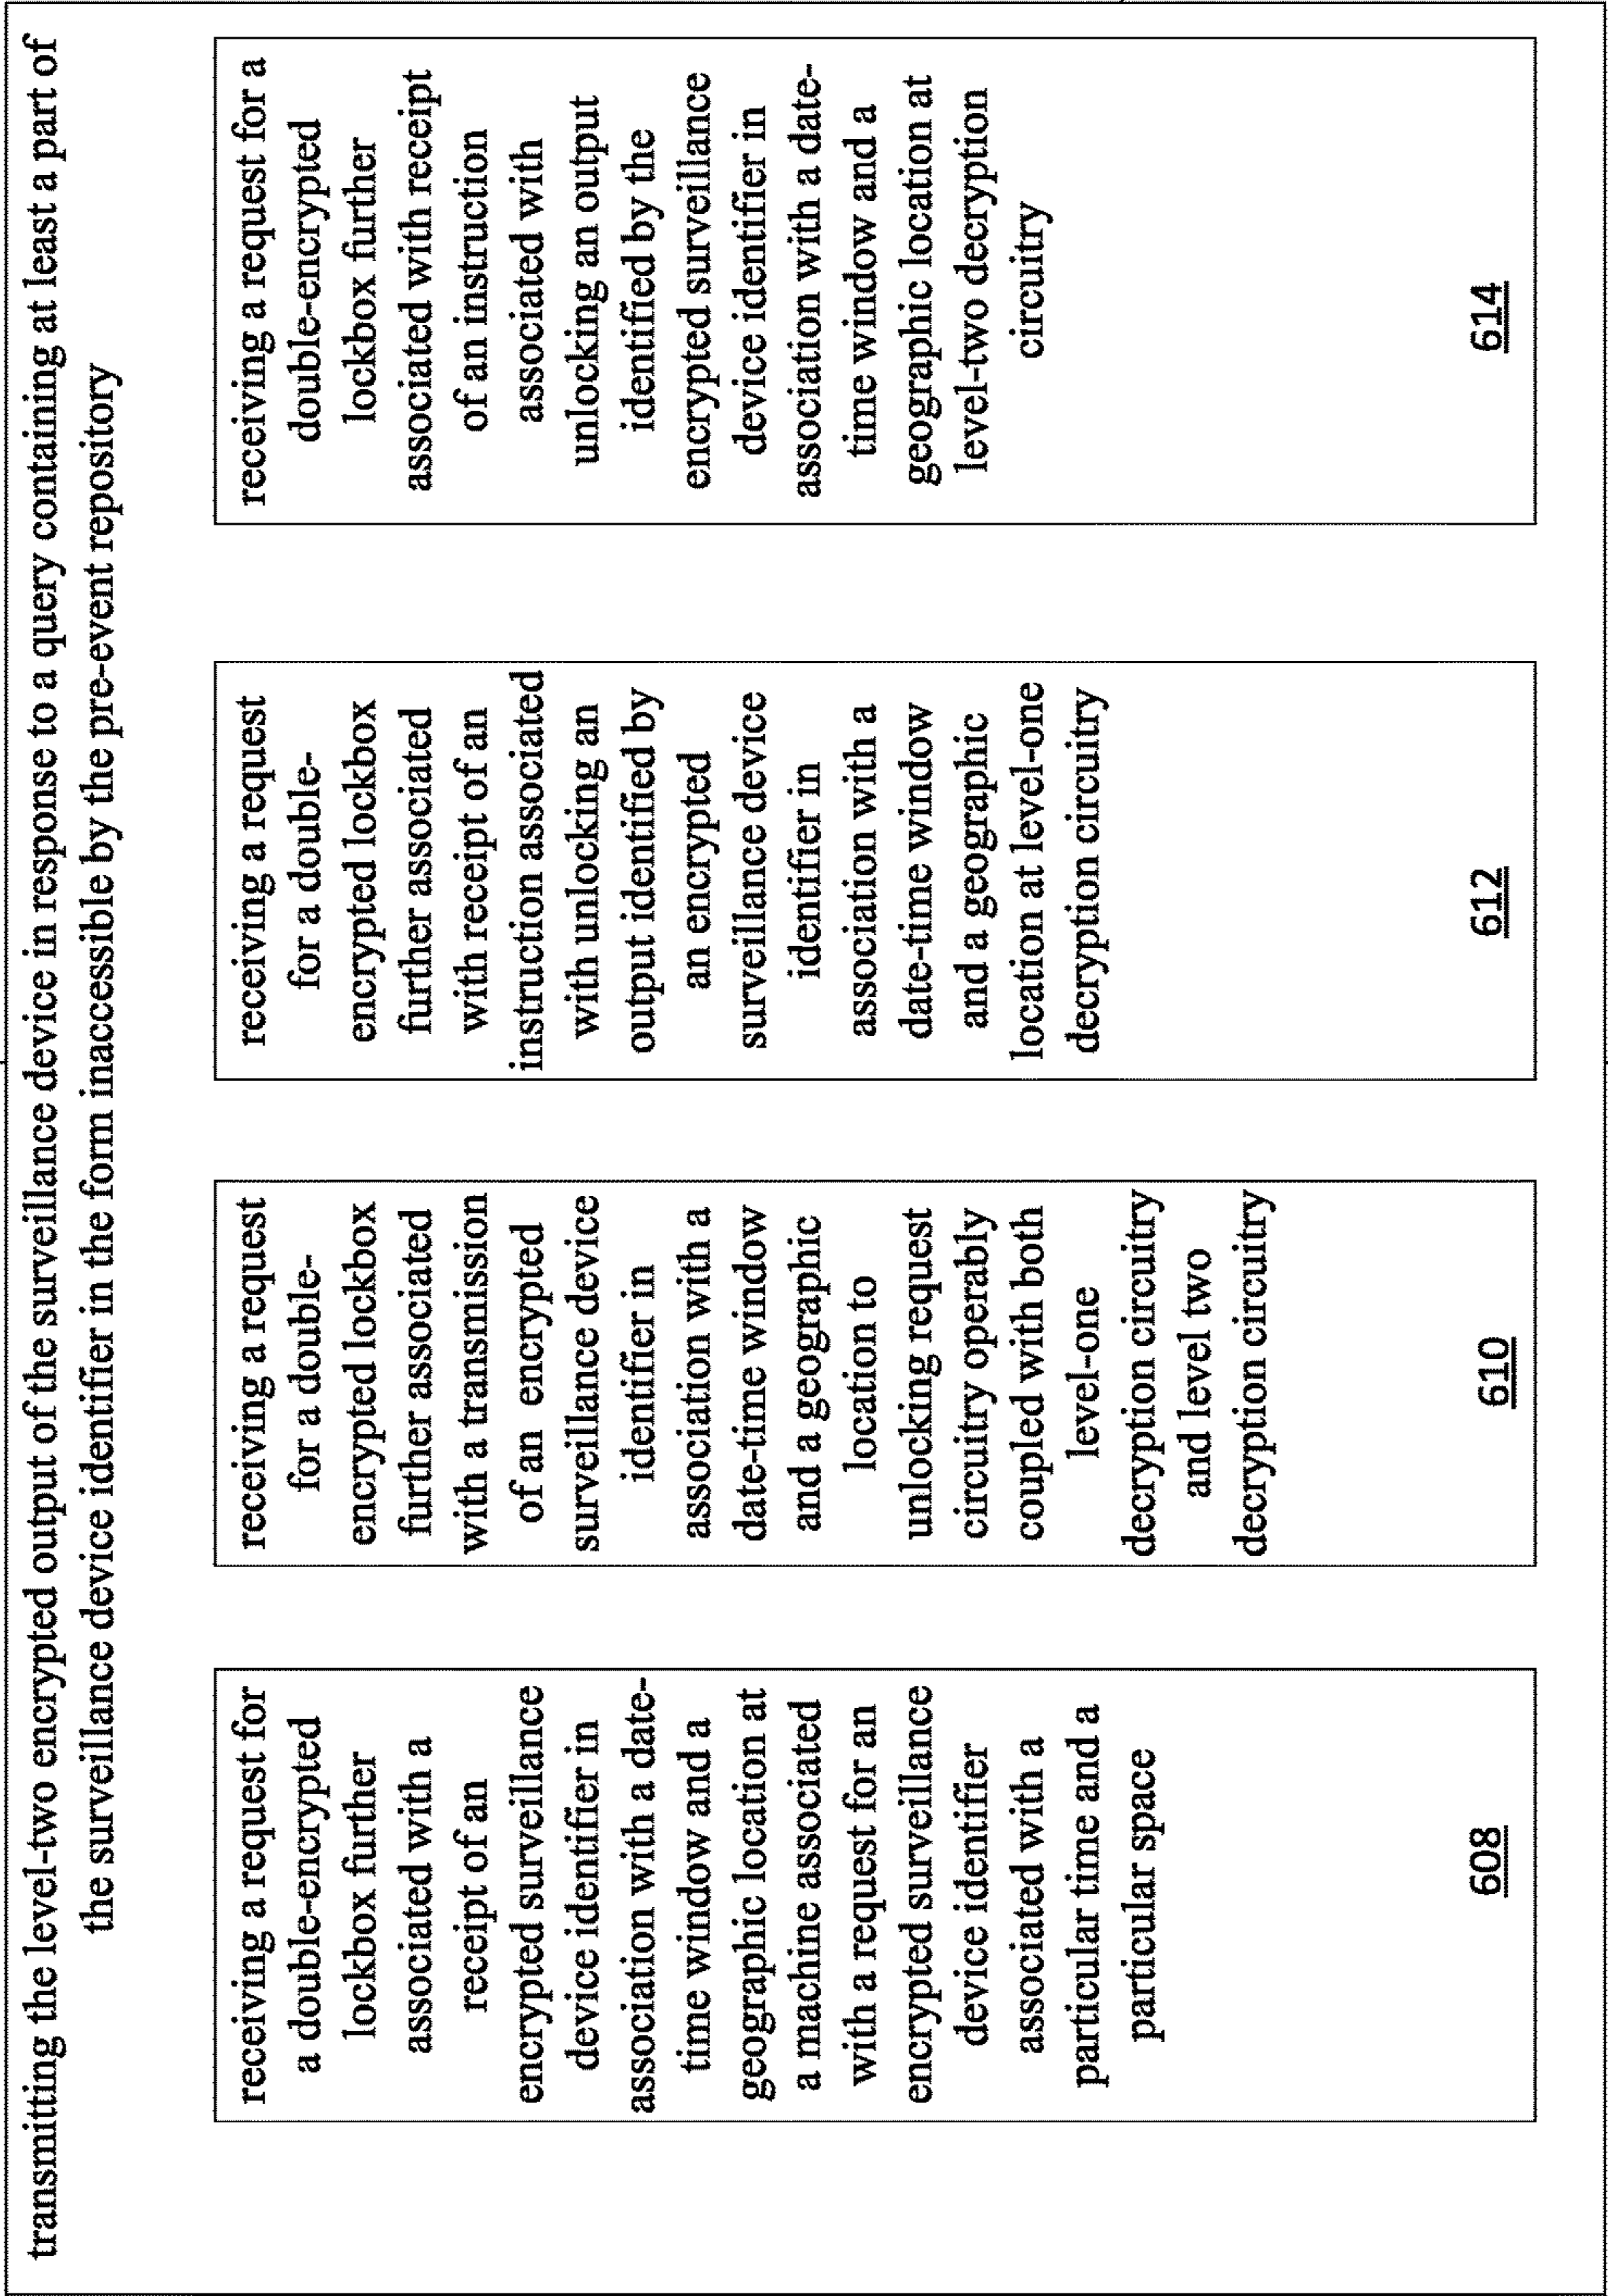 transmitting the level-two encrypted output of the surveillance device in response to a query containing at least a part of
the surveillance device identifier in the form inaccessible by the pre-event repository
receiving a request for
a double-encrypted
lockbox further
associated with a
receipt of an
encrypted surveillance
device identifier in
association with a date-
time window and a
geographic location at
a machine associated
with a request for an
encrypted surveillance
device identifier
associated with a
particular time and a
particular space
608
receiving a request
for a double-
encrypted lockbox
further associated
with a transmission
of an encrypted
surveillance device
identifier in
association with a
date-time window
and a geographic
location to
unlocking request
circuitry operably
coupled with both
level-one
decryption circuitry
and level two
decryption circuitry
610
receiving a request
for a double-
encrypted lockbox
further associated
with receipt of an
instruction associated
with unlocking an
output identified by
an encrypted
surveillance device
identifier in
association with a
date-time window
and a geographic
location at level-one
decryption circuitry
612
receiving a request for a
double-encrypted
lockbox further
associated with receipt
of an instruction
associated with
unlocking an output
identified by the
encrypted surveillance
device identifier in
association with a date-
time window and a
geographic location at
level-two decryption
circuitry
614